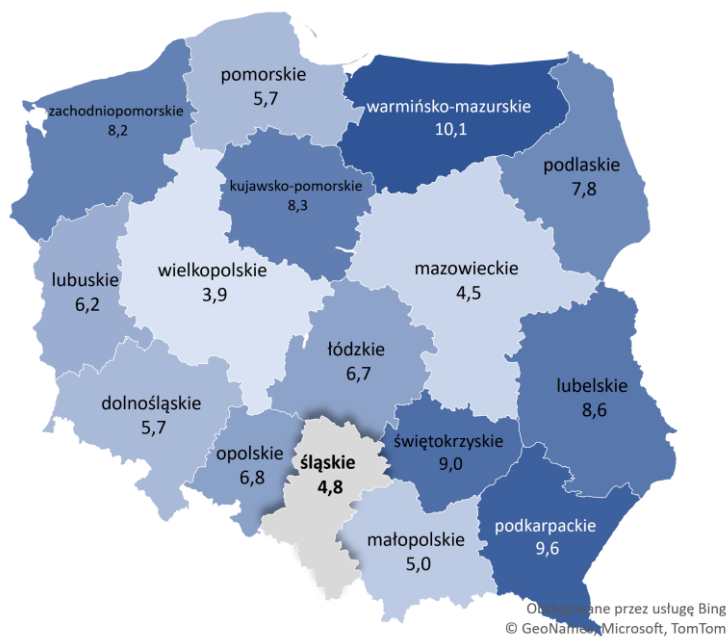 pomorskie
5,7
warmińsko-mazurskie
10,1
zachodniopomorskie
8,2
podlaskie
7,8
kujawsko-pomorskie
8,3
wielkopolskie
3,9
mazowieckie
4,5
lubuskie
6,2
łódzkie
6,7
lubelskie
8,6
dolnośląskie
5,7
opolskie
6,8
śląskie
4,8
świętokrzyskie
9,0
małopolskie
5,0
podkarpackie
9,6
przez usługę Bing
© GeoNames, Microsoft, TomTom